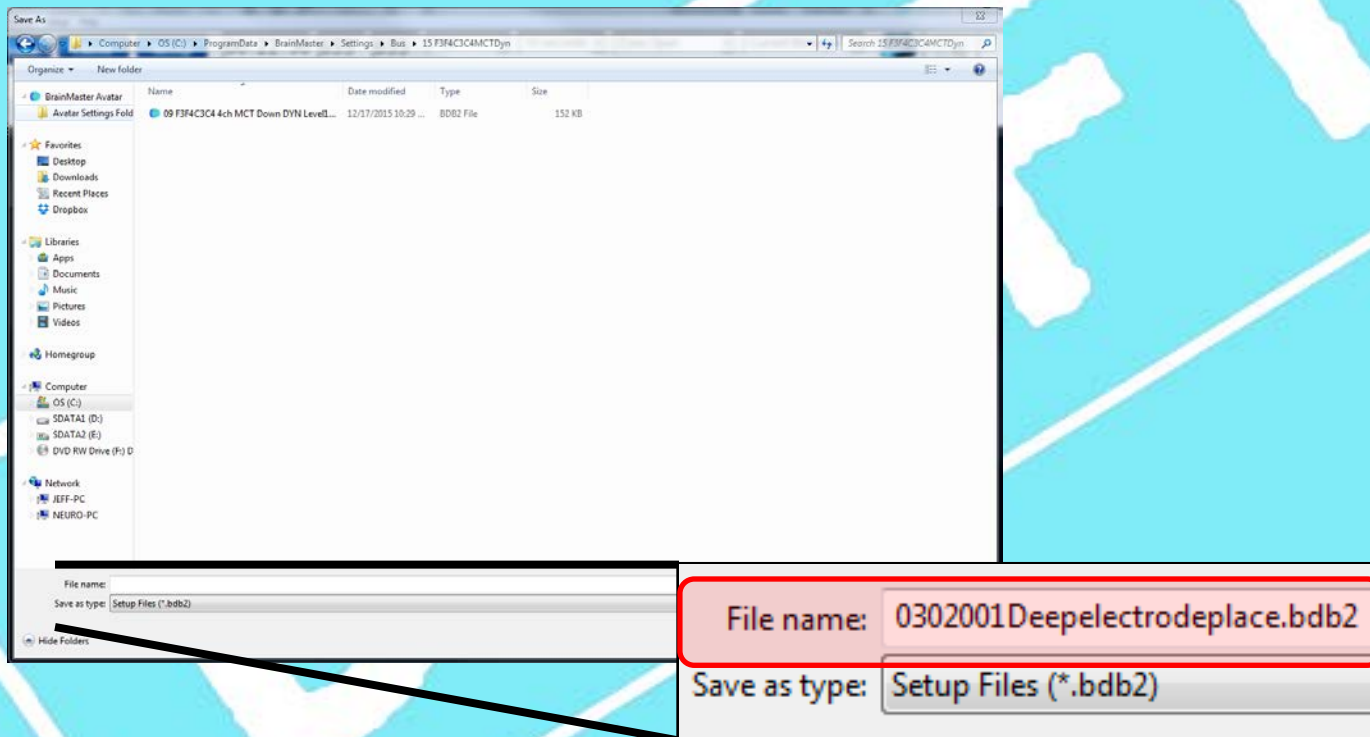 Save As
Computer ▸ OS (C:) ▸ ProgramData ▸ BrainMaster ▸ Settings ▸ Bus ▸ 15 F3F4C3C4MCTDyn
Search 15 F3F4C3C4MCTDyn
Organize New folder
Name Date modified Type Size
BrainMaster Avatar
Avatar Settings Fold
09 F3F4C3C4 4ch MCT Down DYN Level1... 12/17/2015 10:29 ... BDB2 File 152 KB
Favorites
Desktop
Downloads
Recent Places
Dropbox
Libraries
Apps
Documents
Music
Pictures
Videos
Homegroup
Computer
OS (C:)
SDATA1 (D:)
SDATA2 (E:)
DVD RW Drive (F:) D
Network
JEFF-PC
NEURO-PC
File name:
Save as type: Setup Files (*.bdb2)
Hide Folders
File name: 0302001Deepelectrodeplace.bdb2
Save as type: Setup Files (*.bdb2)